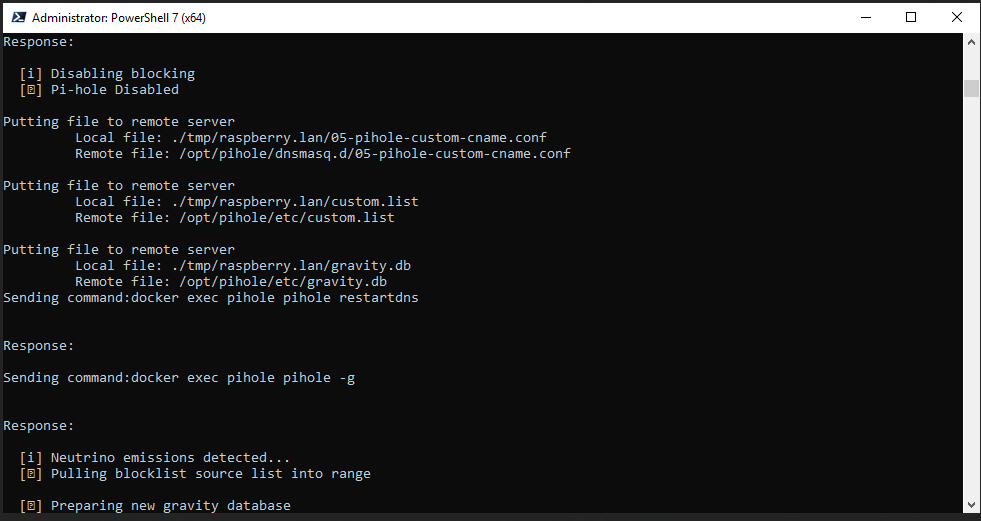 Administrator: PowerShell 7 (x64)
Response:
[i] Disabling blocking
[⍰] Pi-hole Disabled
Putting file to remote server
Local file: ./tmp/raspberry.lan/05-pihole-custom-cname.conf
Remote file: /opt/pihole/dnsmasq.d/05-pihole-custom-cname.conf
Putting file to remote server
Local file: ./tmp/raspberry.lan/custom.list
Remote file: /opt/pihole/etc/custom.list
Putting file to remote server
Local file: ./tmp/raspberry.lan/gravity.db
Remote file: /opt/pihole/etc/gravity.db
Sending command:docker exec pihole pihole restartdns
Response:
Sending command:docker exec pihole pihole -g
Response:
[i] Neutrino emissions detected...
[⍰] Pulling blocklist source list into range
[⍰] Preparing new gravity database